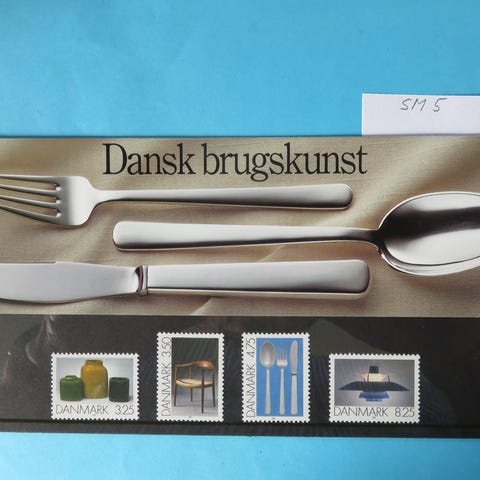 SM 5
Dansk brugskunst
DANMARK 3.25
DANMARK 3.50
DANMARK 4.75
DANMARK 8.25